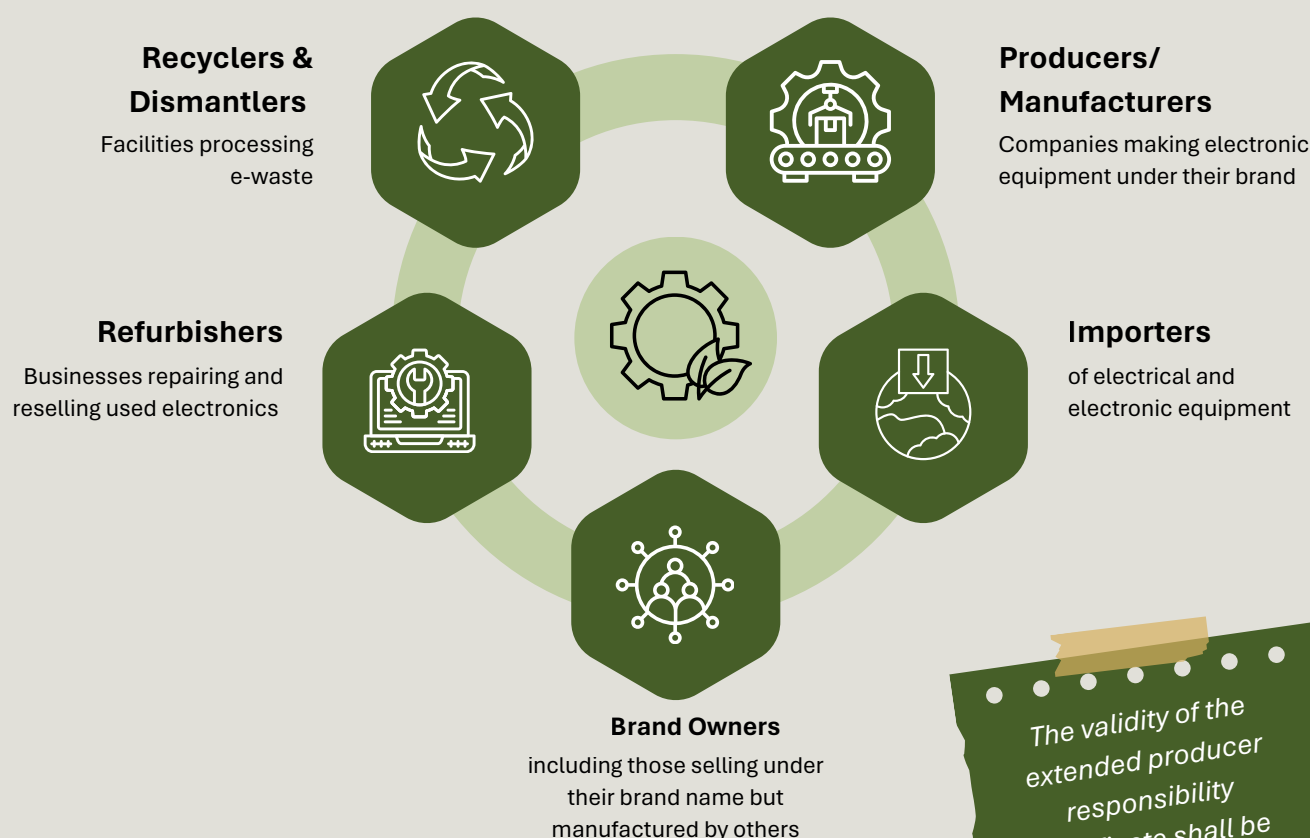 Recyclers &
Dismantlers
Facilities processing
e-waste
Producers/
Manufacturers
Companies making electronic
equipment under their brand
Refurbishers
Businesses repairing and
reselling used electronics
Importers
of electrical and
electronic equipment
Brand Owners
including those selling under
their brand name but
manufactured by others
The validity of the
extended producer
responsibility
shall be